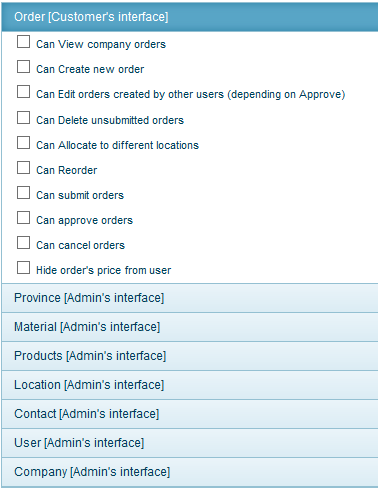 Order [Customer's interface]
Can View company orders
Can Create new order
Can Edit orders created by other users (depending on Approve)
Can Delete unsubmitted orders
Can Allocate to different locations
Can Reorder
Can submit orders
Can approve orders
Can cancel orders
Hide order's price from user
Province [Admin's interface]
Material [Admin's interface]
Products [Admin's interface]
Location [Admin's interface]
Contact [Admin's interface]
User [Admin's interface]
Company [Admin's interface]